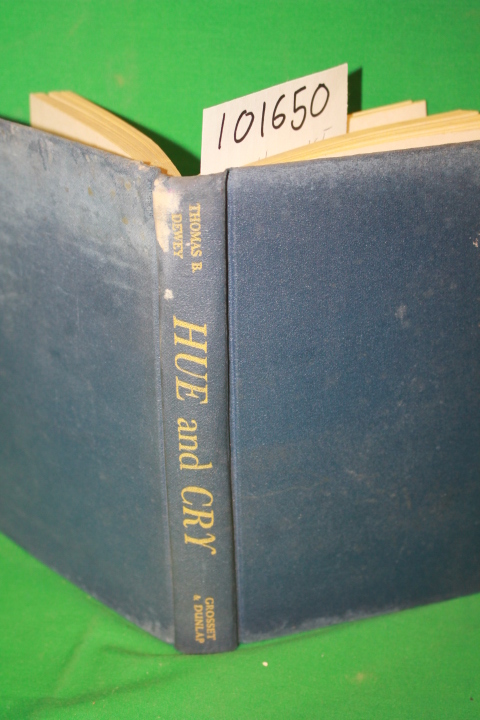 101650
THOMAS B.
DEWEY
HUE and CRY
GROSSET
& DUNLAP